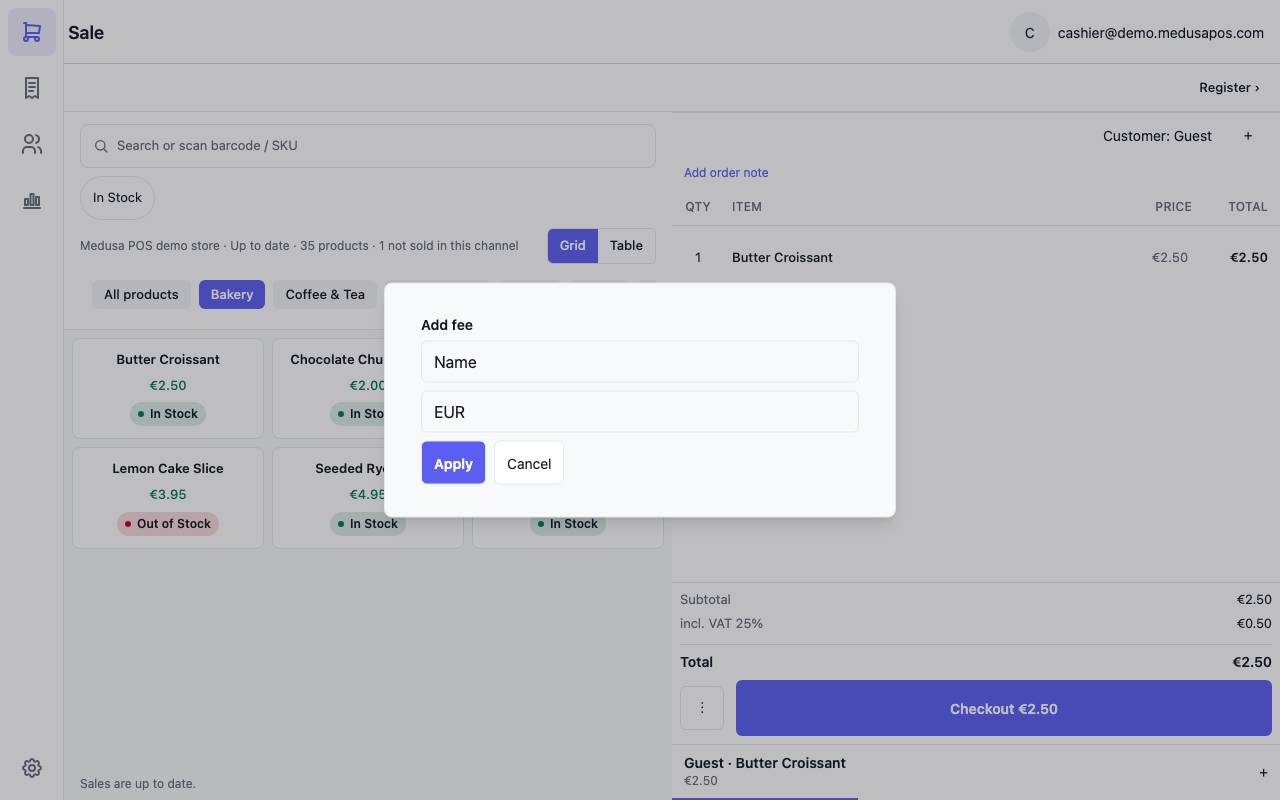 Sale
C
cashier@demo.medusapos.com
Register ›
Search or scan barcode / SKU
Customer: Guest
+
In Stock
Add order note
QTY ITEM PRICE TOTAL
Medusa POS demo store · Up to date · 35 products · 1 not sold in this channel
Grid
Table
1 Butter Croissant €2.50 €2.50
All products
Bakery
Coffee & Tea
Add fee
Name
EUR
Apply
Cancel
Butter Croissant
€2.50
In Stock
Chocolate Chu
€2.00
In Sto
Lemon Cake Slice
€3.95
Out of Stock
Seeded Ry
€4.95
In Stock
In Stock
Subtotal €2.50
incl. VAT 25% €0.50
Total €2.50
⋮
Checkout €2.50
Guest · Butter Croissant
€2.50
+
Sales are up to date.